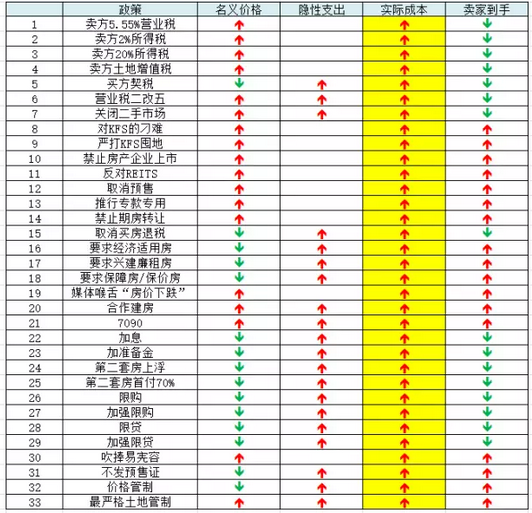 政策 名义价格 隐性支出 实际成本 卖家到手
1 卖方5.55%营业税 ↑ ↑ ↓
2 卖方2%所得税 ↑ ↑ ↓
3 卖方20%所得税 ↑ ↑ ↓
4 卖方土地增值税 ↑ ↑ ↓
5 买方契税 ↓ ↑ ↑ ↓
6 营业税二改五 ↑ ↑ ↑ ↓
7 关闭二手市场 ↑ ↑ ↑ ↓
8 对KFS的刁难 ↑ ↑ ↑
9 严打KFS囤地 ↑ ↑ ↑
10 禁止房产企业上市 ↑ ↑ ↑
11 反对REITS ↑ ↑ ↑
12 取消预售 ↑ ↑ ↑
13 推行专款专用 ↑ ↑ ↑
14 禁止期房转让 ↑ ↑ ↑
15 取消买房退税 ↓ ↑ ↑ ↓
16 要求经济适用房 ↓ ↑ ↑ ↑
17 要求兴建廉租房 ↓ ↑ ↑ ↑
18 要求保障房/保价房 ↓ ↑ ↑ ↑
19 媒体喉舌“房价下跌” ↑ ↑ ↑
20 合作建房 ↑ ↑ ↑ ↑
21 7090 ↑ ↑ ↑ ↑
22 加息 ↓ ↑ ↑ ↓
23 加准备金 ↓ ↑ ↑ ↓
24 第二套房上浮 ↓ ↑ ↑ ↓
25 第二套房首付70% ↓ ↑ ↑ ↓
26 限购 ↓ ↑ ↑ ↓
27 加强限购 ↓ ↑ ↑ ↓
28 限贷 ↓ ↑ ↑ ↓
29 加强限贷 ↓ ↑ ↑ ↓
30 吹捧易宪容 ↑ ↑ ↑
31 不发预售证 ↓ ↑ ↑ ↑
32 价格管制 ↓ ↑ ↑ ↑
33 最严格土地管制 ↑ ↑ ↑ ↑